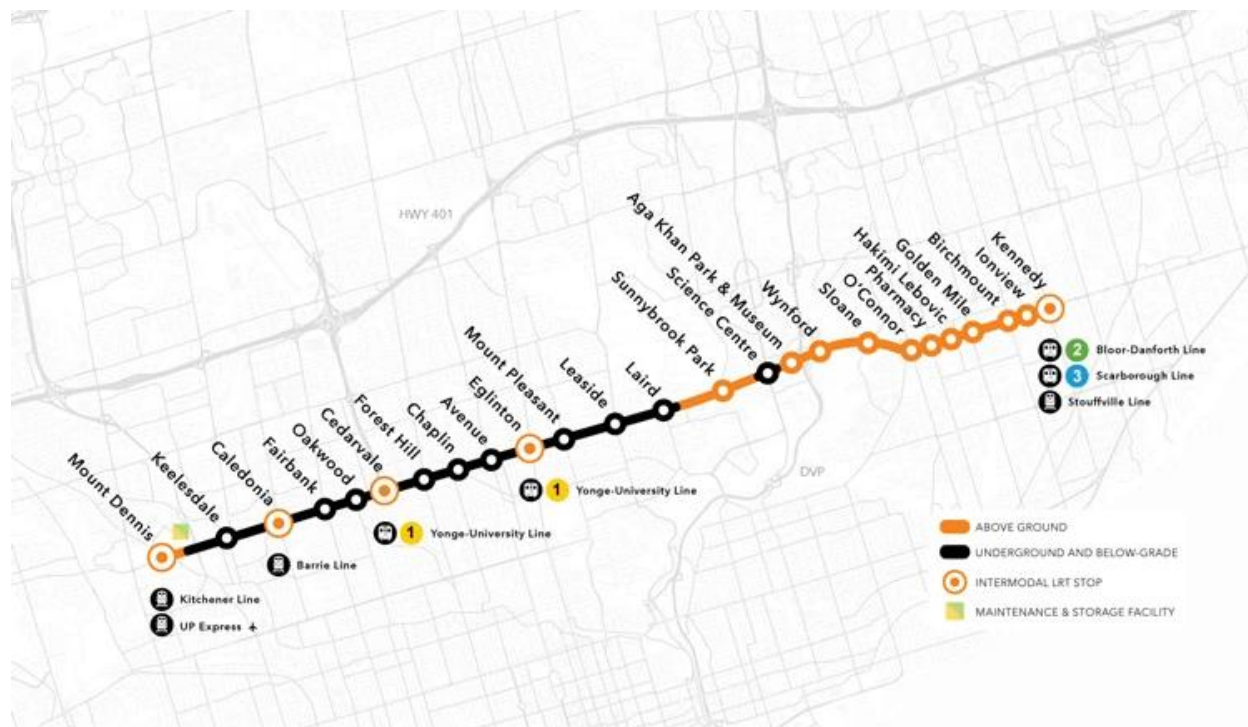 HWY 401
Mount Dennis
Keelesdale
Caledonia
Fairbank
Oakwood
Cedarvale
Forest Hill
Chaplin
Avenue
Eglinton
Mount Pleasant
Leaside
Laird
Sunnybrook Park
Science Centre
Aga Khan Park & Museum
Wynford
Sloane
O'Connor
Pharmacy
Hakimi Lebovic
Golden Mile
Birchmount
Ionview
Kennedy
2 Bloor-Danforth Line
3 Scarborough Line
Stouffville Line
DVP
1 Yonge-University Line
1 Yonge-University Line
Barrie Line
Kitchener Line
UP Express
ABOVE GROUND
UNDERGROUND AND BELOW-GRADE
INTERMODAL LRT STOP
MAINTENANCE & STORAGE FACILITY